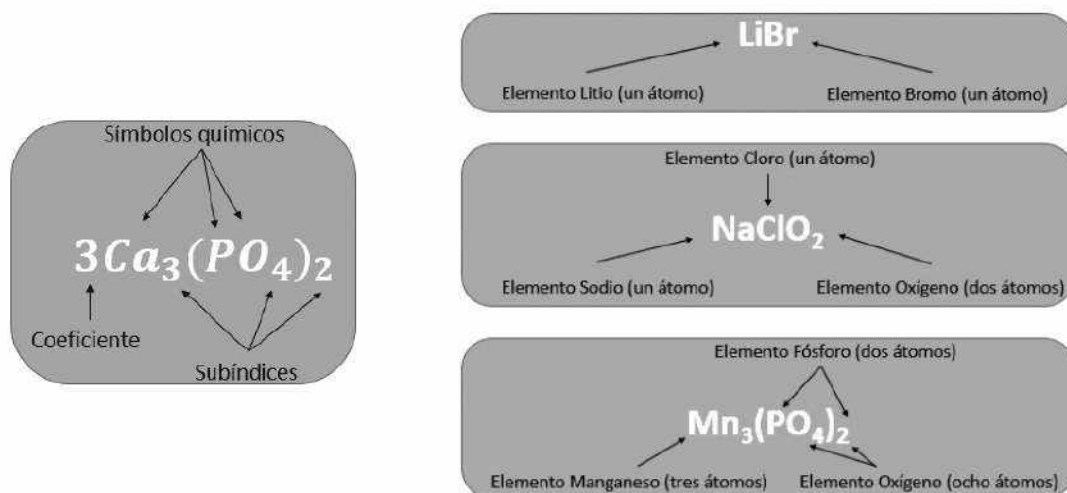 Símbolos químicos
3Ca₃(PO₄)₂
Coeficiente
Subíndices
LiBr
Elemento Litio (un átomo)
Elemento Bromo (un átomo)
Elemento Cloro (un átomo)
NaClO₂
Elemento Sodio (un átomo)
Elemento Oxígeno (dos átomos)
Elemento Fósforo (dos átomos)
Mn₃(PO₄)₂
Elemento Manganeso (tres átomos)
Elemento Oxígeno (ocho átomos)